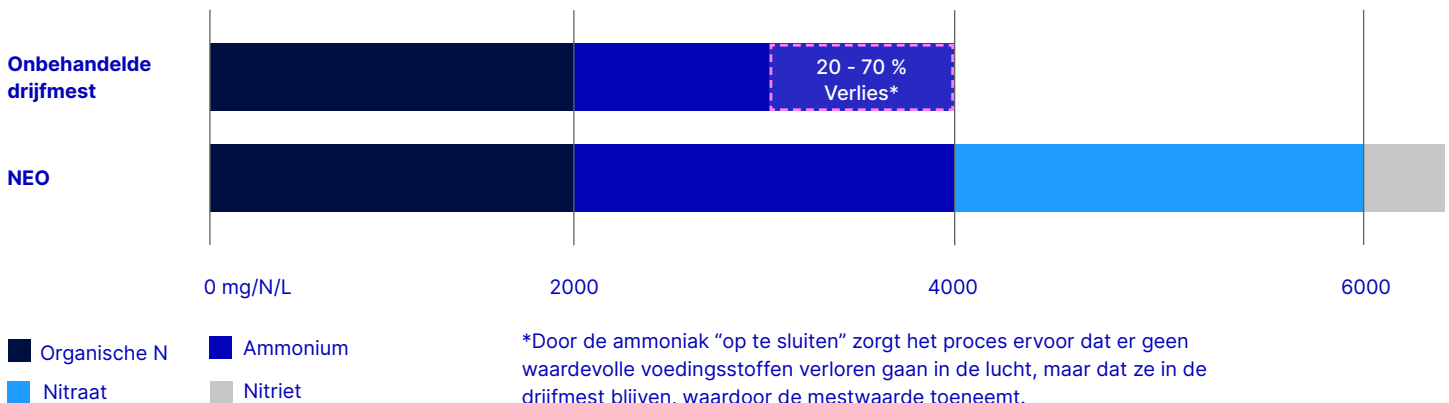 Onbehandelde
drijfmest
20 - 70 %
Verlies*
NEO
0 mg/N/L
2000
4000
6000
Organische N
Ammonium
Nitraat
Nitriet
*Door de ammoniak “op te sluiten” zorgt het proces ervoor dat er geen
waardevolle voedingsstoffen verloren gaan in de lucht, maar dat ze in de
drijfmest blijven, waardoor de mestwaarde toeneemt.